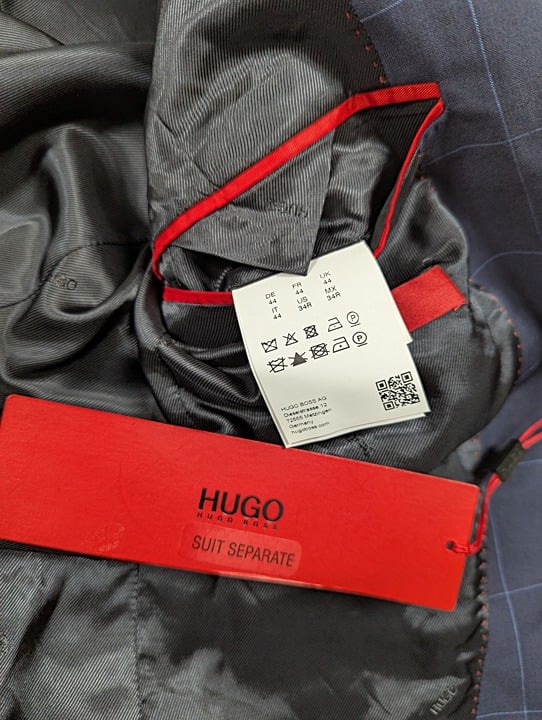 DE FR UK
44 44 44
IT US MX
44 34R 34R
P
P
HUGO BOSS AG
Dieselstrasse 12
72555 Metzingen
Germany
hugoboss.com
HUGO
HUGO BOSS
SUIT SEPARATE
HUGO